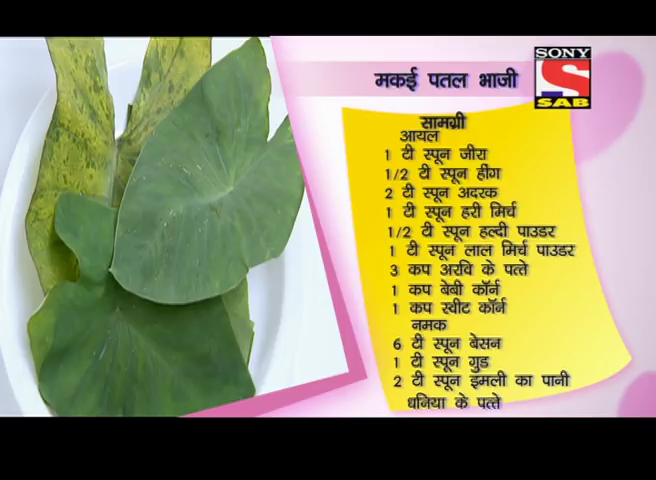 SONY
S
SAB
मकई पतल भाजी
सामग्री
आयल
1 टी स्पून जीरा
1/2 टी स्पून हींग
2 टी स्पून अदरक
1 टी स्पून हरी मिर्च
1/2 टी स्पून हल्दी पाउडर
1 टी स्पून लाल मिर्च पाउडर
3 कप अरवि के पत्ते
1 कप बेबी कॉर्न
1 कप स्वीट कॉर्न
नमक
6 टी स्पून बेसन
1 टी स्पून गुड
2 टी स्पून इमली का पानी
धनिया के पत्ते